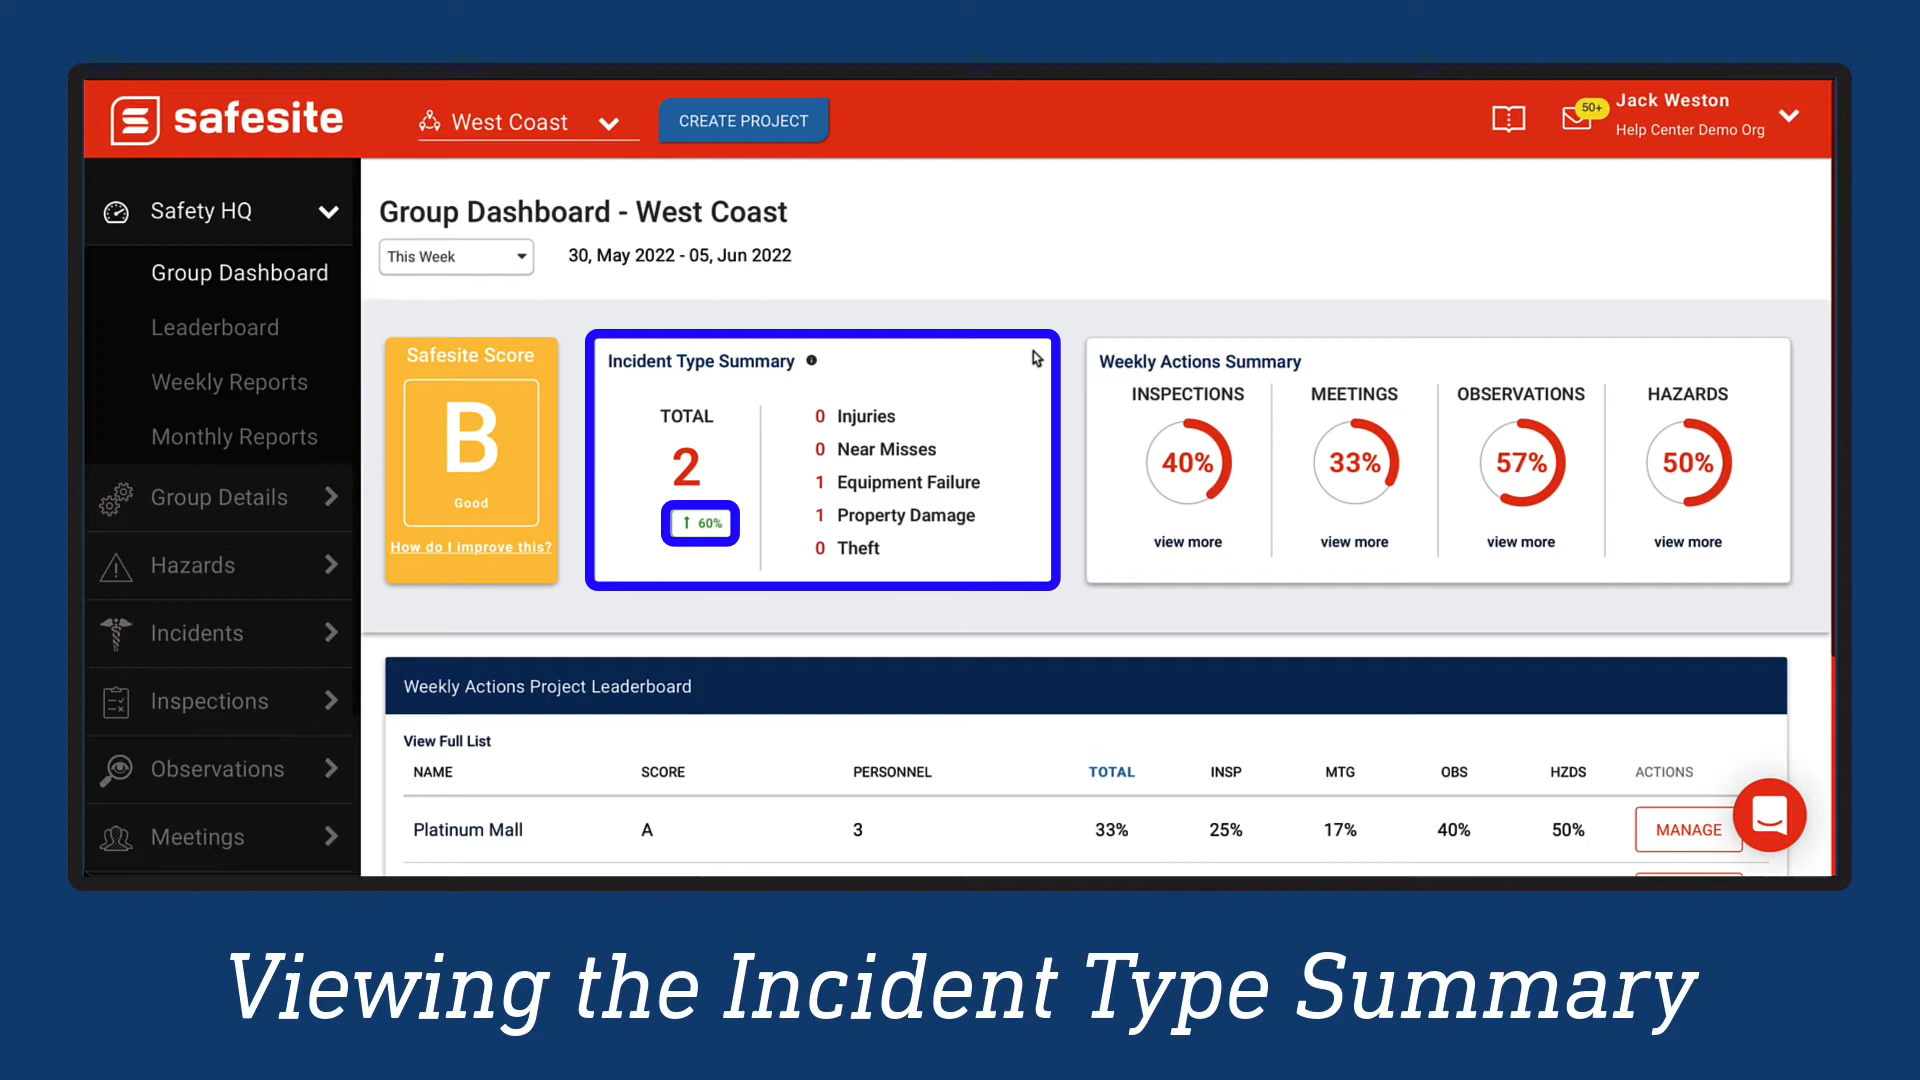 safesite
West Coast
CREATE PROJECT
50+
Jack Weston
Help Center Demo Org
Safety HQ
Group Dashboard
Leaderboard
Weekly Reports
Monthly Reports
Group Details
Hazards
Incidents
Inspections
Observations
Meetings
Group Dashboard - West Coast
This Week
30, May 2022 - 05, Jun 2022
Safesite Score
B
Good
How do I improve this?
Incident Type Summary
TOTAL
2
↑ 60%
0 Injuries
0 Near Misses
1 Equipment Failure
1 Property Damage
0 Theft
Weekly Actions Summary
INSPECTIONS MEETINGS OBSERVATIONS HAZARDS
40% 33% 57% 50%
view more view more view more view more
Weekly Actions Project Leaderboard
View Full List
NAME SCORE PERSONNEL TOTAL INSP MTG OBS HZDS ACTIONS
Platinum Mall A 3 33% 25% 17% 40% 50% MANAGE
Viewing the Incident Type Summary